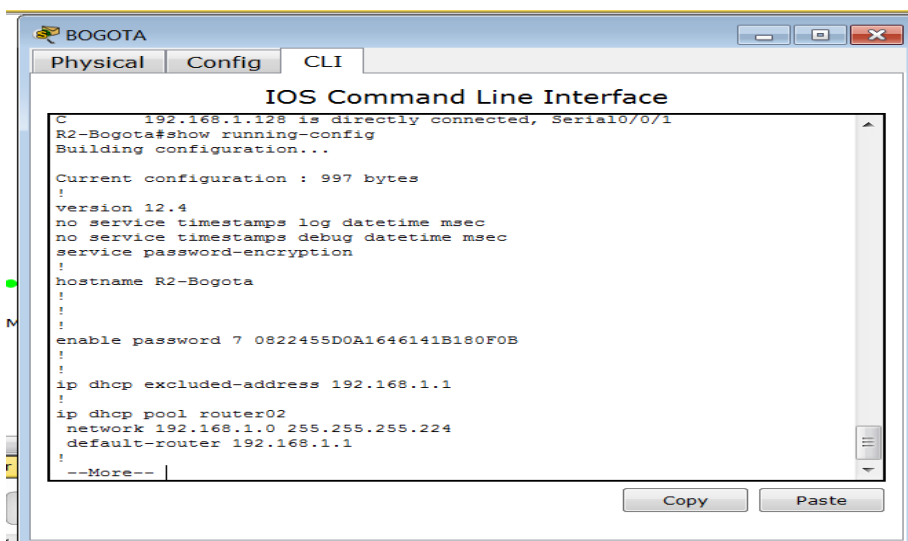 BOGOTA
Physical Config CLI
IOS Command Line Interface
C 192.168.1.128 is directly connected, Serial0/0/1
R2-Bogota#show running-config
Building configuration...
Current configuration : 997 bytes
!
version 12.4
no service timestamps log datetime msec
no service timestamps debug datetime msec
service password-encryption
!
hostname R2-Bogota
!
!
!
enable password 7 0822455D0A1646141B180F0B
!
!
ip dhcp excluded-address 192.168.1.1
!
ip dhcp pool router02
network 192.168.1.0 255.255.255.224
default-router 192.168.1.1
!
--More--
Copy Paste